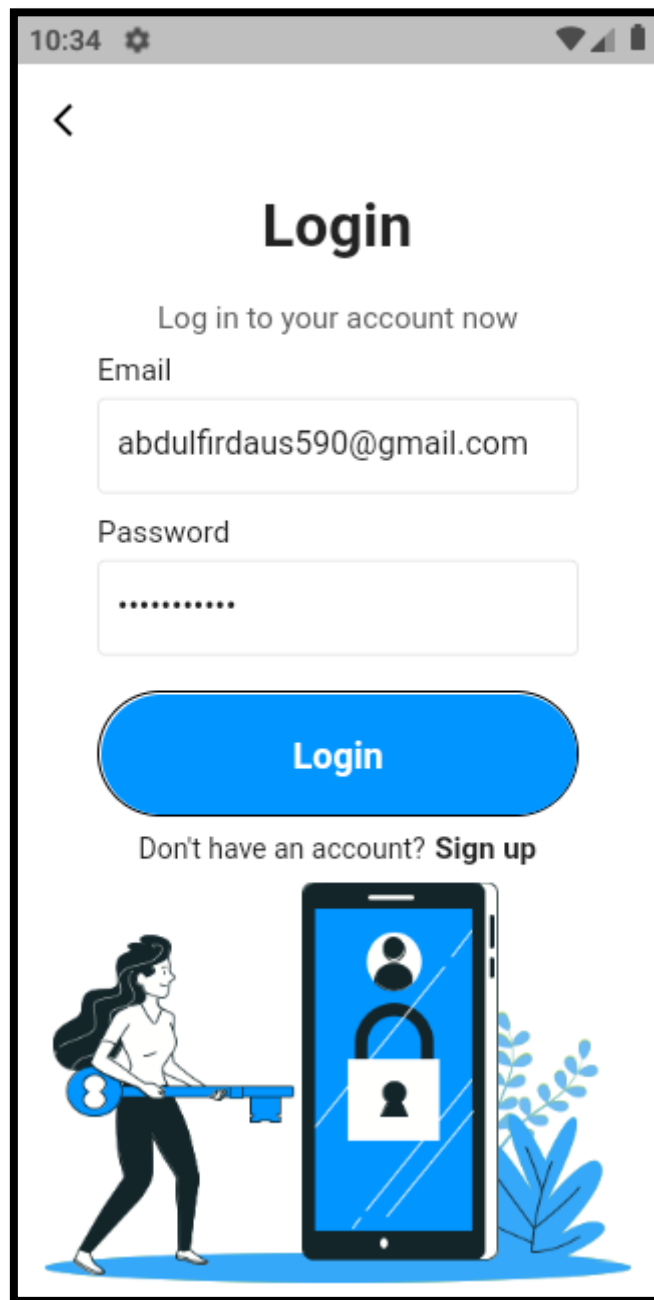 10:34
Login
Log in to your account now
Email
abdulfirdaus590@gmail.com
Password
•••••••••••
Login
Don't have an account? Sign up